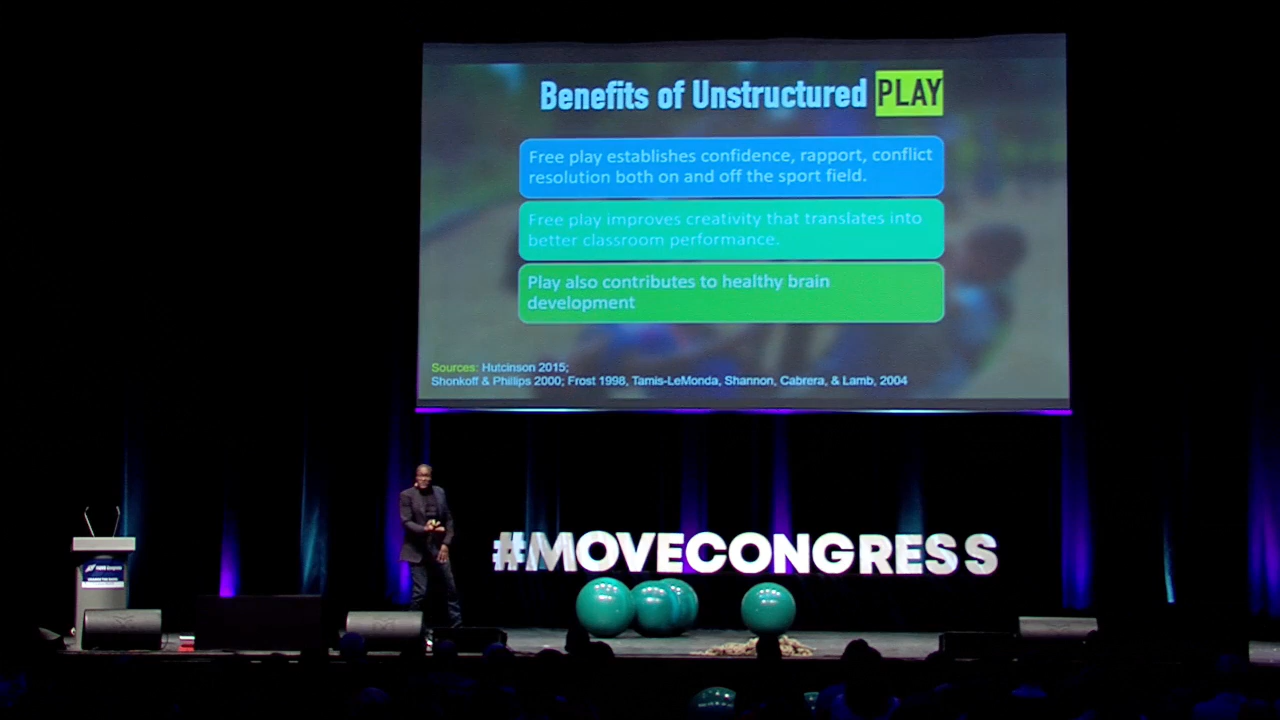 Benefits of Unstructured PLAY
Free play establishes confidence, rapport, conflict
resolution both on and off the sport field.
Free play improves creativity that translates into
better classroom performance.
Play also contributes to healthy brain
development
Sources: Hutcinson 2015;
Shonkoff & Phillips 2000; Frost 1998, Tamis-LeMonda, Shannon, Cabrera, & Lamb, 2004
#MOVECONGRESS